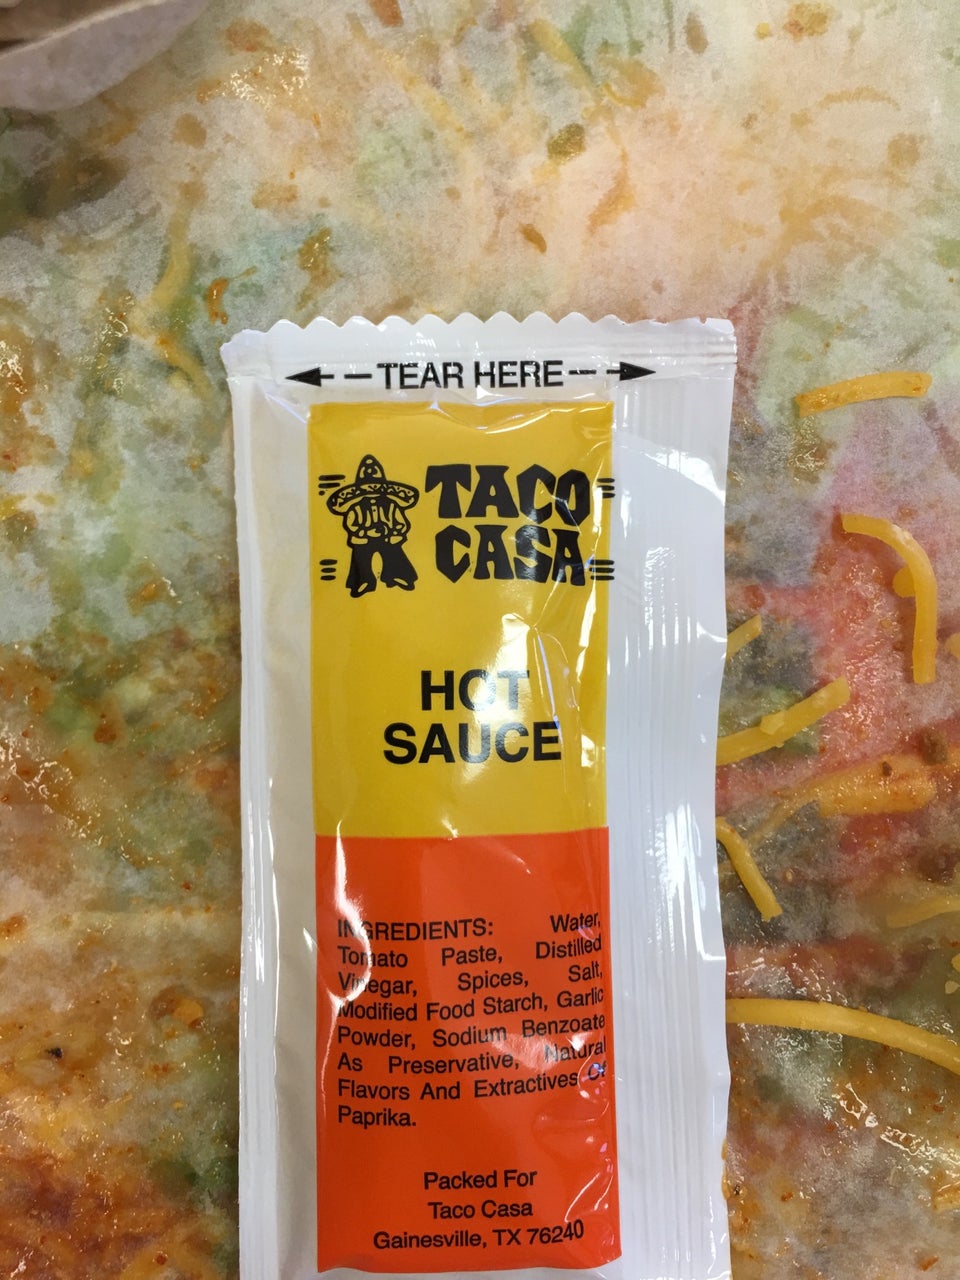 TEAR HERE
TACO
CASA
HOT
SAUCE
INGREDIENTS: Water,
Tomato Paste, Distilled
Vinegar, Spices, Salt,
Modified Food Starch, Garlic
Powder, Sodium Benzoate
As Preservative, Natural
Flavors And Extractives Of
Paprika.
Packed For
Taco Casa
Gainesville, TX 76240